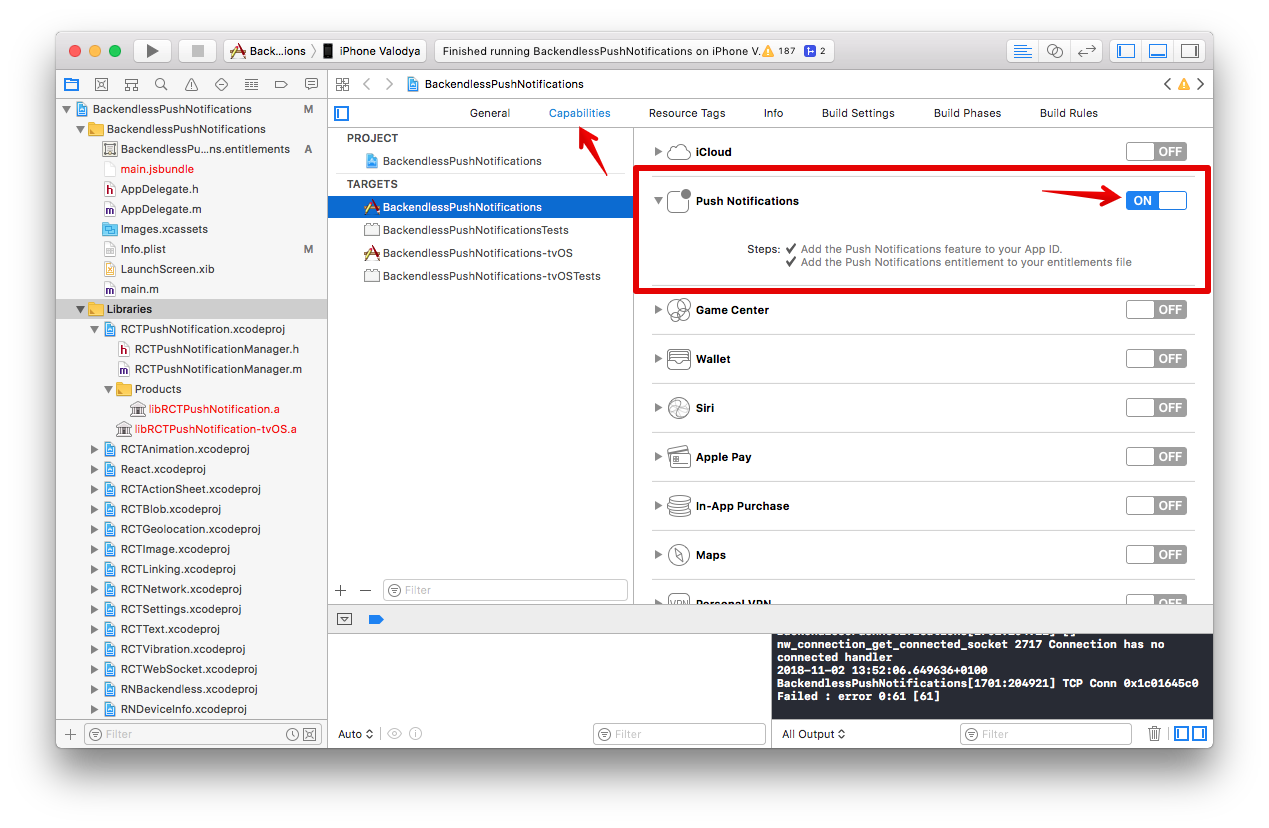 Back...ions
iPhone Valodya
Finished running BackendlessPushNotifications on iPhone V.
187
2
BackendlessPushNotifications
BackendlessPushNotifications M
BackendlessPushNotifications
BackendlessPu...ns.entitlements A
main.jsbundle
AppDelegate.h
AppDelegate.m
Images.xcassets
Info.plist M
LaunchScreen.xib
main.m
Libraries
RCTPushNotification.xcodeproj
RCTPushNotificationManager.h
RCTPushNotificationManager.m
Products
libRCTPushNotification.a
libRCTPushNotification-tvOS.a
RCTAnimation.xcodeproj
React.xcodeproj
RCTActionSheet.xcodeproj
RCTBlob.xcodeproj
RCTGeolocation.xcodeproj
RCTImage.xcodeproj
RCTLinking.xcodeproj
RCTNetwork.xcodeproj
RCTSettings.xcodeproj
RCTText.xcodeproj
RCTVibration.xcodeproj
RCTWebSocket.xcodeproj
RNBackendless.xcodeproj
RNDeviceInfo.xcodeproj
Filter
General
Capabilities
Resource Tags
Info
Build Settings
Build Phases
Build Rules
PROJECT
BackendlessPushNotifications
TARGETS
BackendlessPushNotifications
BackendlessPushNotificationsTests
BackendlessPushNotifications-tvOS
BackendlessPushNotifications-tvOSTests
Filter
iCloud OFF
Push Notifications ON
Steps: ✔ Add the Push Notifications feature to your App ID.
✔ Add the Push Notifications entitlement to your entitlements file
Game Center OFF
Wallet OFF
Siri OFF
Apple Pay OFF
In-App Purchase OFF
Maps OFF
VPN Personal VPN OFF
nw_connection_get_connected_socket 2717 Connection has no
connected handler
2018-11-02 13:52:06.649636+0100
BackendlessPushNotifications[1701:204921] TCP Conn 0x1c01645c0
Failed : error 0:61 [61]
Auto
Filter
All Output
Filter